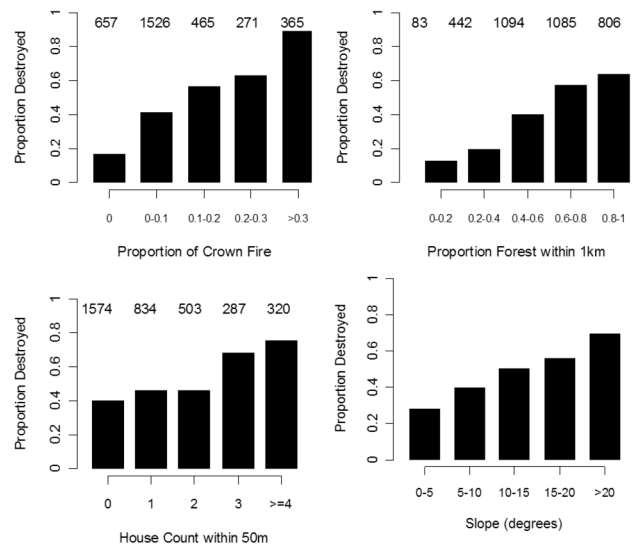 657 1526 465 271 365
Proportion Destroyed
1
0.8
0.6
0.4
0.2
0
0 0-0.1 0.1-0.2 0.2-0.3 >0.3
Proportion of Crown Fire
83 442 1094 1085 806
Proportion Destroyed
1
0.8
0.6
0.4
0.2
0
0-0.2 0.2-0.4 0.4-0.6 0.6-0.8 0.8-1
Proportion Forest within 1km
1574 834 503 287 320
Proportion Destroyed
1
0.8
0.6
0.4
0.2
0
0 1 2 3 >=4
House Count within 50m
Proportion Destroyed
1
0.8
0.6
0.4
0.2
0
0-5 5-10 10-15 15-20 >20
Slope (degrees)